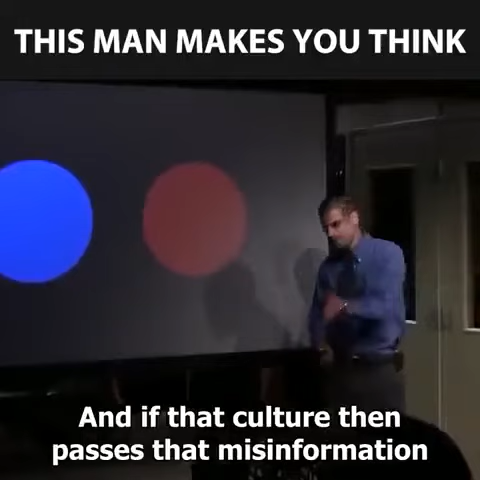 THIS MAN MAKES YOU THINK
And if that culture then
passes that misinformation